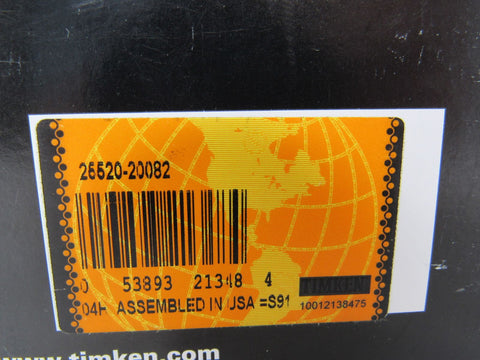 26520-20082
0 53893 21348 4
TIMKEN
04H ASSEMBLED IN USA =S91
10012138475
www.timken.com